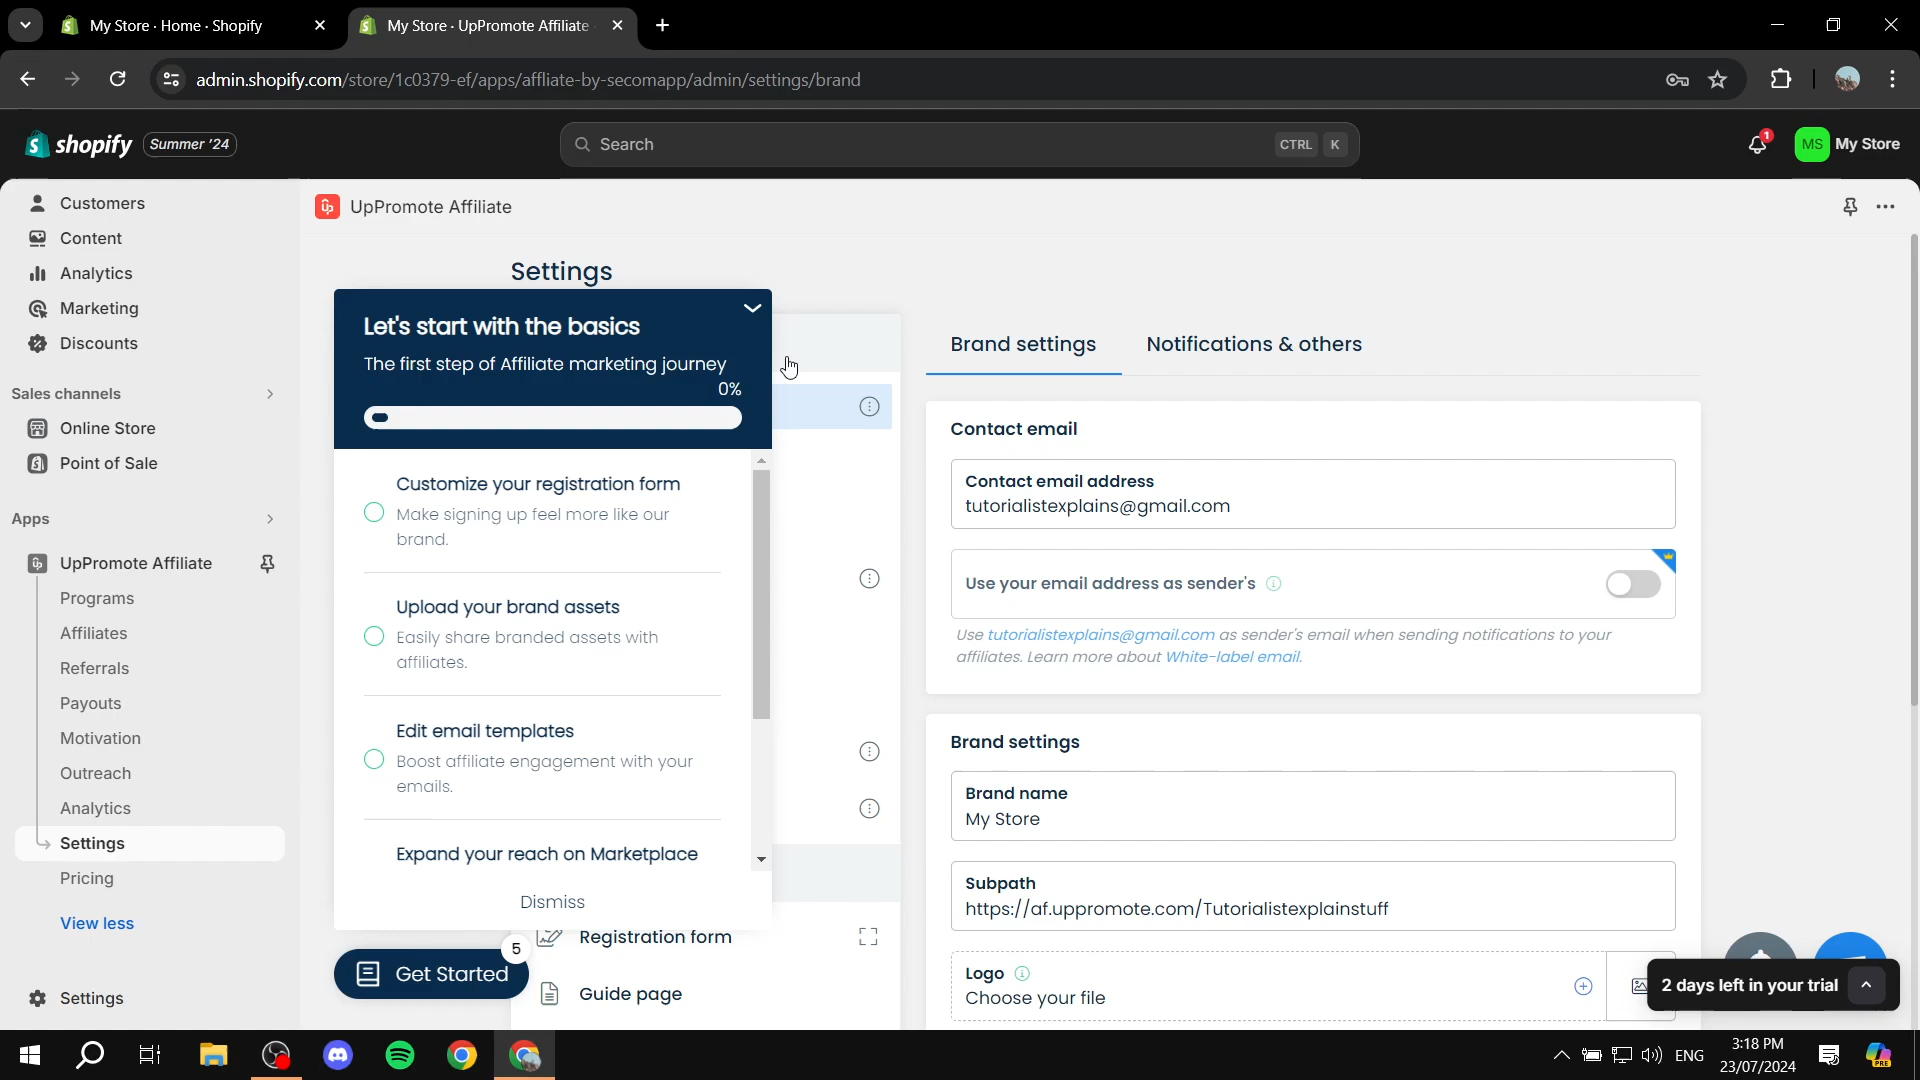 My Store · Home · Shopify
My Store · UpPromote Affiliate
admin.shopify.com/store/1c0379-ef/apps/affliate-by-secomapp/admin/settings/brand
shopify
Summer '24
Search
CTRL K
1
MS
My Store
Customers
Content
Analytics
Marketing
Discounts
Sales channels
Online Store
Point of Sale
Apps
UpPromote Affiliate
Programs
Affiliates
Referrals
Payouts
Motivation
Outreach
Analytics
Settings
Pricing
View less
Settings
UpPromote Affiliate
Settings
Let's start with the basics
The first step of Affiliate marketing journey
0%
Customize your registration form
Make signing up feel more like our
brand.
Upload your brand assets
Easily share branded assets with
affiliates.
Edit email templates
Boost affiliate engagement with your
emails.
Expand your reach on Marketplace
Dismiss
5
Get Started
Registration form
Guide page
Brand settings
Notifications & others
Contact email
Contact email address
tutorialistexplains@gmail.com
Use your email address as sender's
Use tutorialistexplains@gmail.com as sender's email when sending notifications to your
affiliates. Learn more about White-label email.
Brand settings
Brand name
My Store
Subpath
https://af.uppromote.com/Tutorialistexplainstuff
Logo
Choose your file
2 days left in your trial
ENG
3:18 PM
23/07/2024
PRE